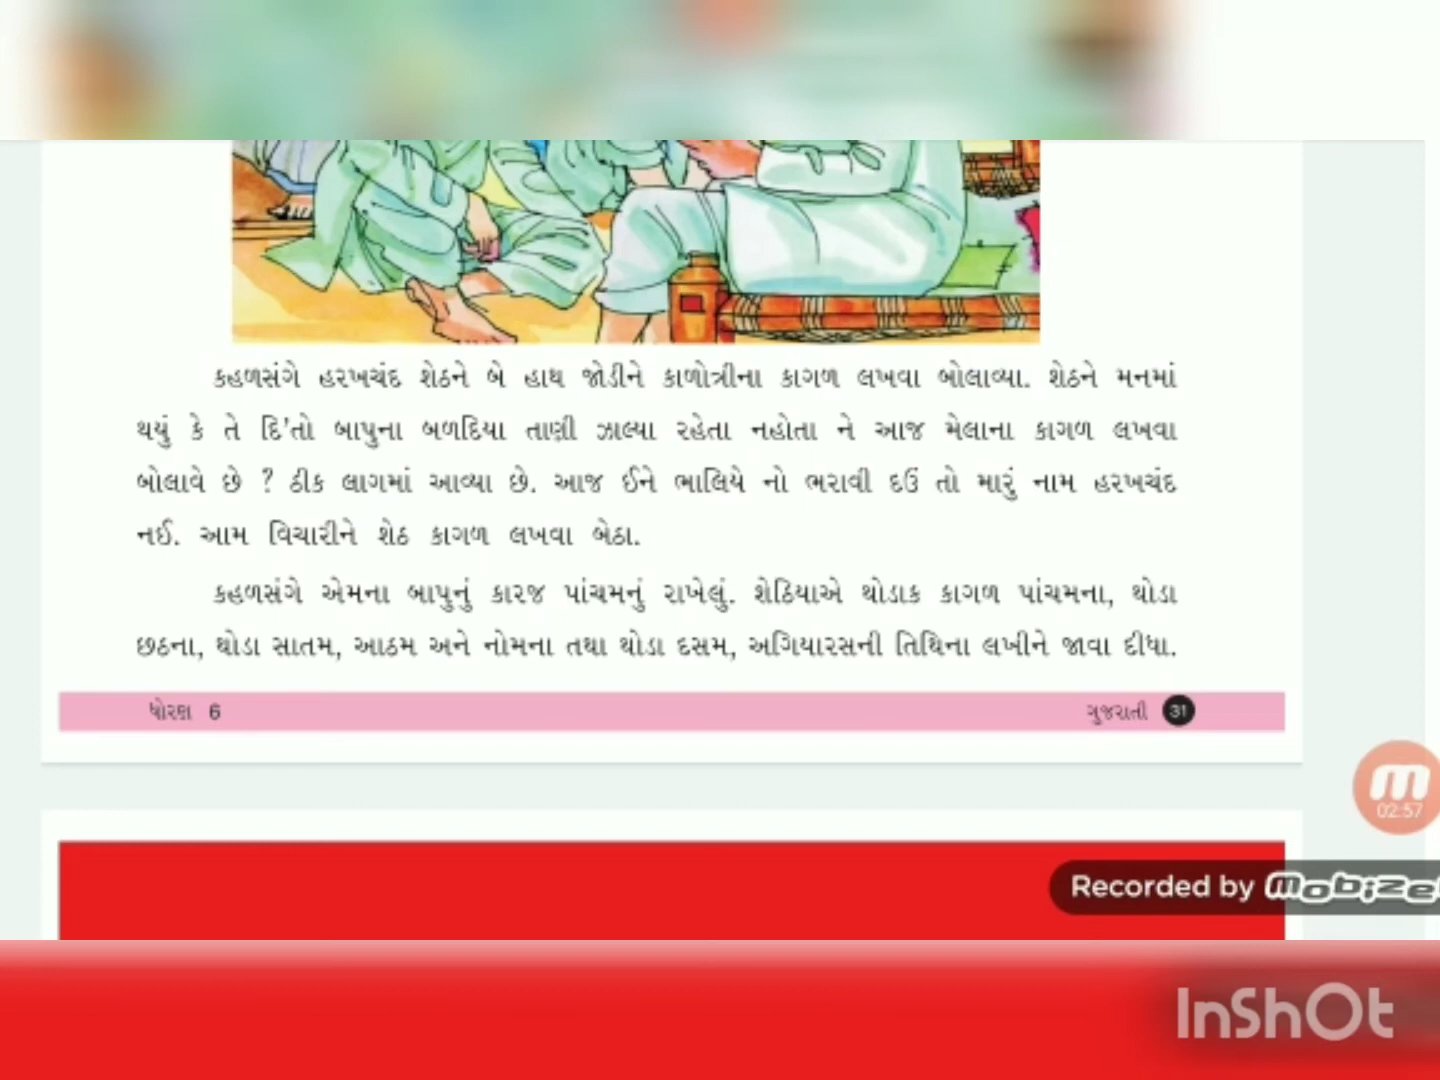 કહળસંગે હરખચંદ શેઠને બે હાથ જોડીને કાળોત્રીના કાગળ લખવા બોલાવ્યા. શેઠને મનમાં
થયું કે તે દિ'તો બાપુના બળદિયા તાણી ઝાલ્યા રહેતા નહોતા ને આજ મેલાના કાગળ લખવા
બોલાવે છે ? ઠીક લાગમાં આવ્યા છે. આજ ઈને ભાલિયે નો ભરાવી દઉં તો મારું નામ હરખચંદ
નઈ. આમ વિચારીને શેઠ કાગળ લખવા બેઠા.
કહળસંગે એમના બાપુનું કારજ પાંચમનું રાખેલું. શેઠિયાએ થોડાક કાગળ પાંચમના, થોડા
છઠના, થોડા સાતમ, આઠમ અને નોમના તથા થોડા દસમ, અગિયારસની તિથિના લખીને જાવા દીધા.
ધોરણ 6
ગુજરાતી 31
02:57
Recorded by
InShOt